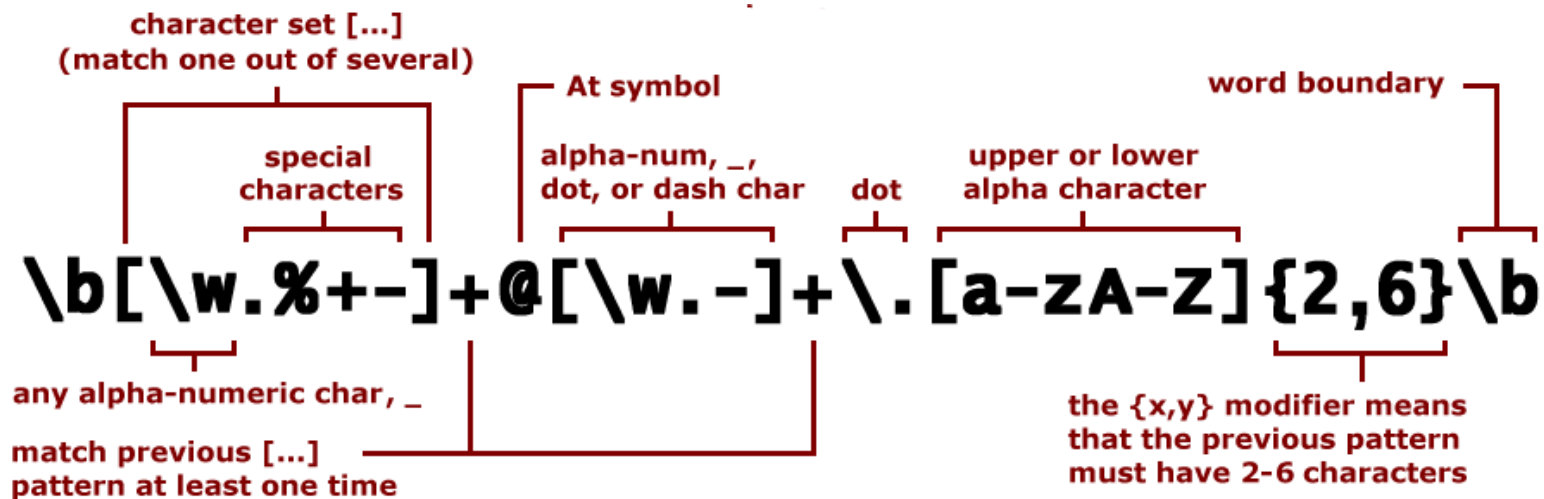 character set [...]
(match one out of several)
At symbol
word boundary
special
characters
alpha-num, _,
dot, or dash char
dot
upper or lower
alpha character
\b[\w.%+-]+@[\w.-]+\.[a-zA-Z]{2,6}\b
any alpha-numeric char, _
match previous [...]
pattern at least one time
the {x,y} modifier means
that the previous pattern
must have 2-6 characters